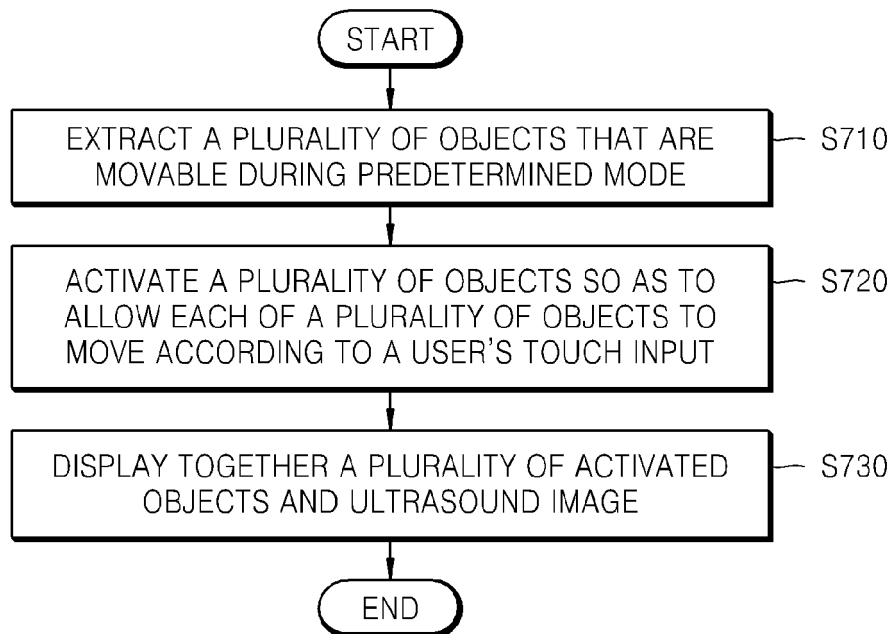 START
EXTRACT A PLURALITY OF OBJECTS THAT ARE
MOVABLE DURING PREDETERMINED MODE
S710
ACTIVATE A PLURALITY OF OBJECTS SO AS TO
ALLOW EACH OF A PLURALITY OF OBJECTS TO
MOVE ACCORDING TO A USER'S TOUCH INPUT
S720
DISPLAY TOGETHER A PLURALITY OF ACTIVATED
OBJECTS AND ULTRASOUND IMAGE
S730
END